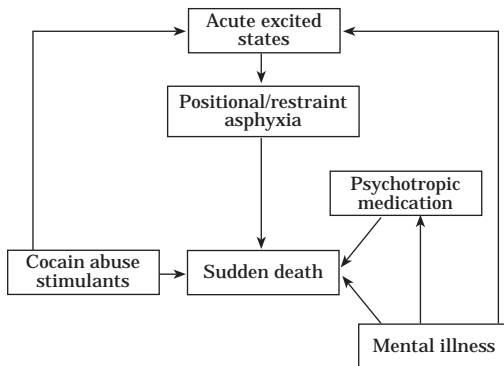 Acute excited
states
Positional/restraint
asphyxia
Psychotropic
medication
Cocain abuse
stimulants
Sudden death
Mental illness